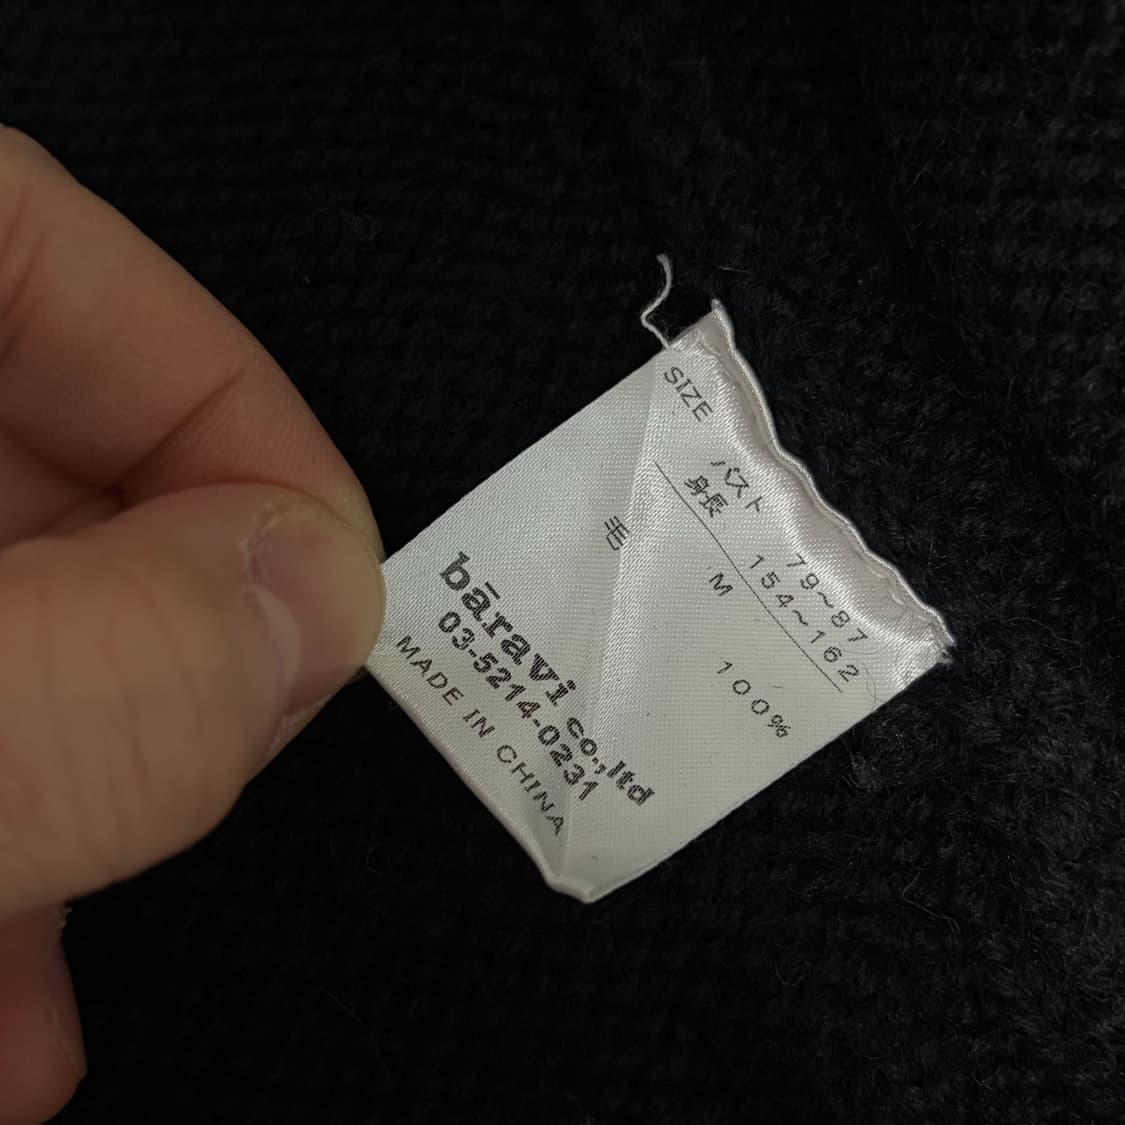 SIZE
バスト 79~87
身長 154~162
M
毛 100%
bāravi co.,ltd
03-5214-0231
MADE IN CHINA